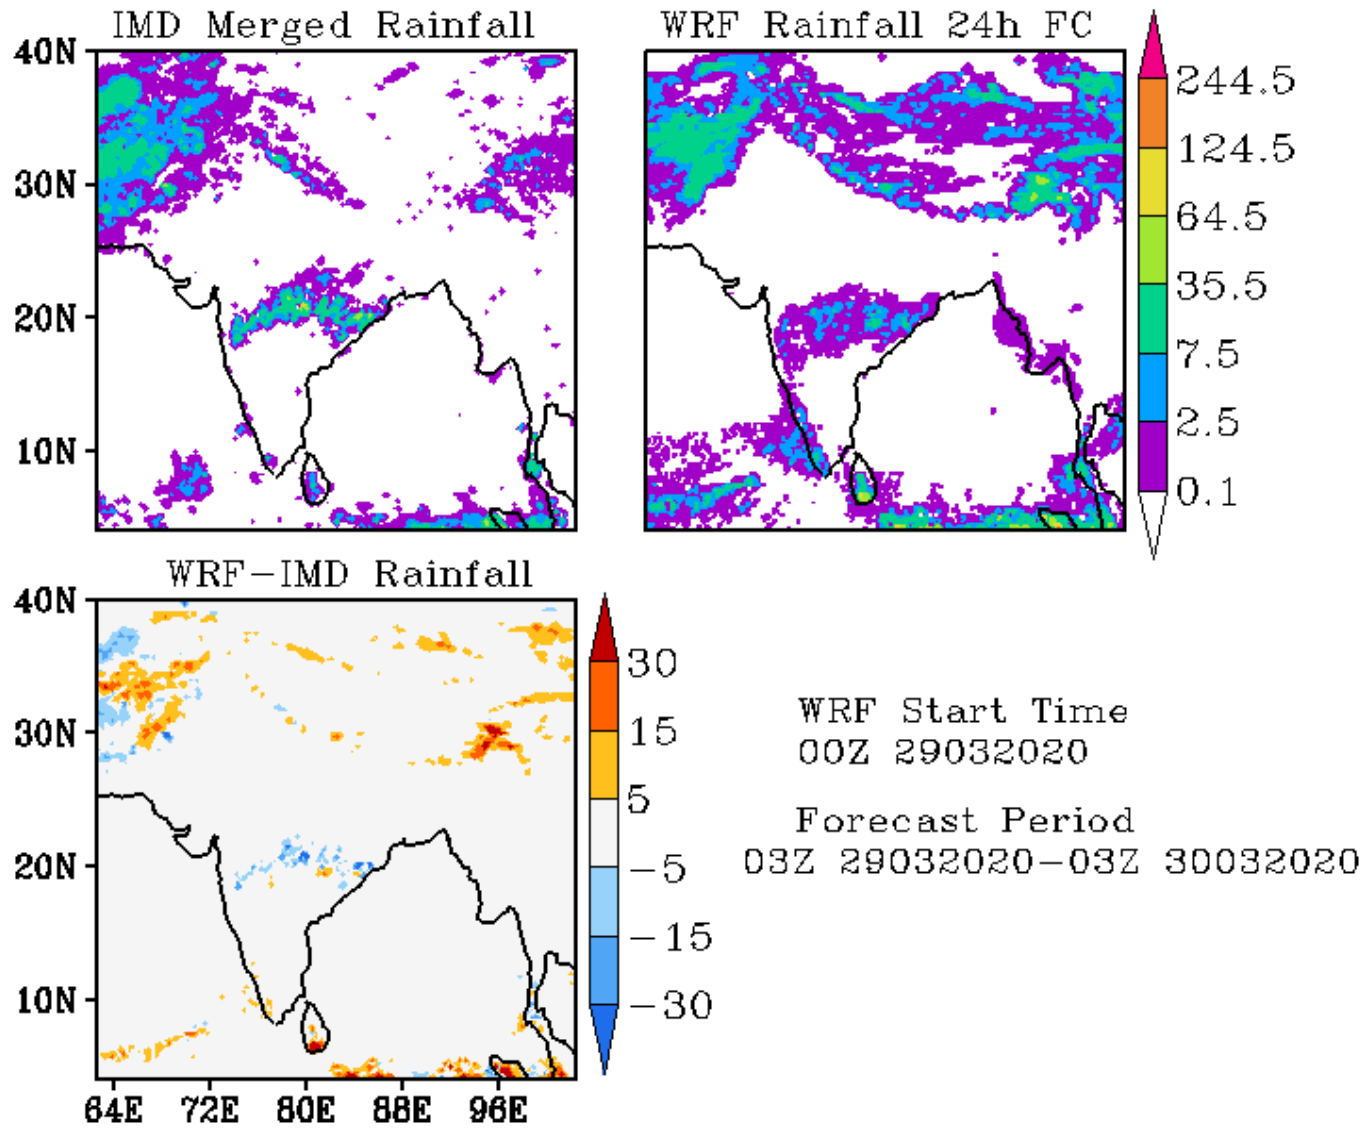 IMD Merged Rainfall
WRF Rainfall 24h FC
40N
30N
20N
10N
244.5
124.5
64.5
35.5
7.5
2.5
0.1
WRF-IMD Rainfall
40N
30N
20N
10N
64E 72E 80E 88E 96E
30
15
5
-5
-15
-30
WRF Start Time
00Z 29032020
Forecast Period
03Z 29032020-03Z 30032020